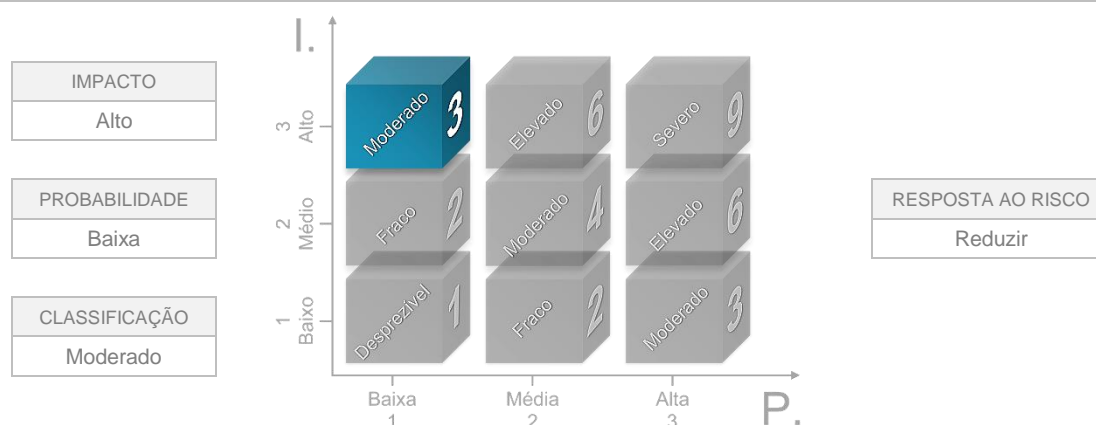 IMPACTO
Alto
PROBABILIDADE
Baixa
CLASSIFICAÇÃO
Moderado
I.
3
Alto
2
Médio
1
Baixo
Moderado 3
Elevado 6
Severo 9
Fraco 2
Moderado 4
Elevado 6
Desprezível 1
Fraco 2
Moderado 3
Baixa
Média
Alta
1
2
3
P.
RESPOSTA AO RISCO
Reduzir